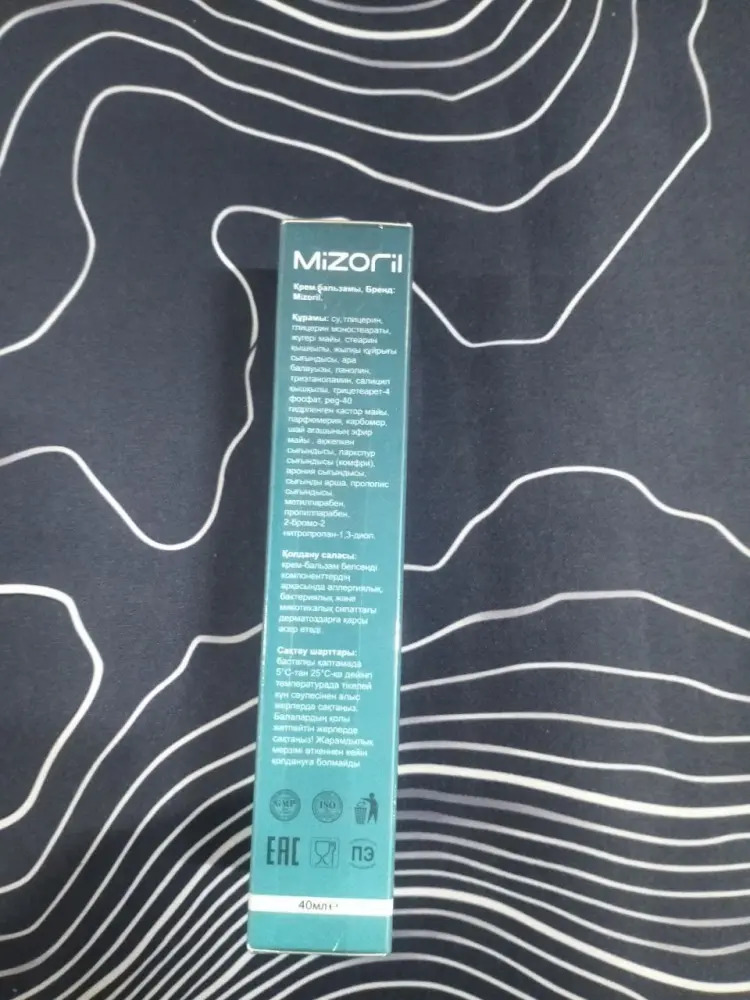 Mizoril
Крем-бальзамы, Бренд:
Mizoril.
Құрамы: су, глицерин,
глицерин моностеараты,
жүгері майы, стеарин
қышқылы, жылқы құйрығы
сығындысы, ара
балауызы, ланолин,
триэтаноламин, салицил
қышқылы, трицетеарет-4
фосфат, peg-40
гидрленген кастор майы,
парфюмерия, карбомер,
шай ағашының эфир
майы ,
сығындысы, ларкспур
сығындысы (комфри),
арония сығындысы,
сығынды арша, прополис
сығындысы,
метилпарабен,
пропилпарабен,
2-бромо-2
нитропропан-1,3-диол.
Қолдану саласы:
крем-бальзам белсенді
компоненттердің
арқасында аллергиялық,
бактериялық және
микотикалық сипаттағы
дерматоздарға қарсы
әсер етеді.
Сақтау шарттары:
бастапқы қаптамада
5°C-тан 25°C-қа дейінгі
температурада тікелей
күн сәулесінен алыс
жерлерде сақтаңыз.
Балалардың қолы
жетпейтін жерлерде
сақтаңыз! Жарамдылық
мерзімі өткеннен кейін
қолдануға болмайды
GMP ISO
EAC ПЭ
40мл